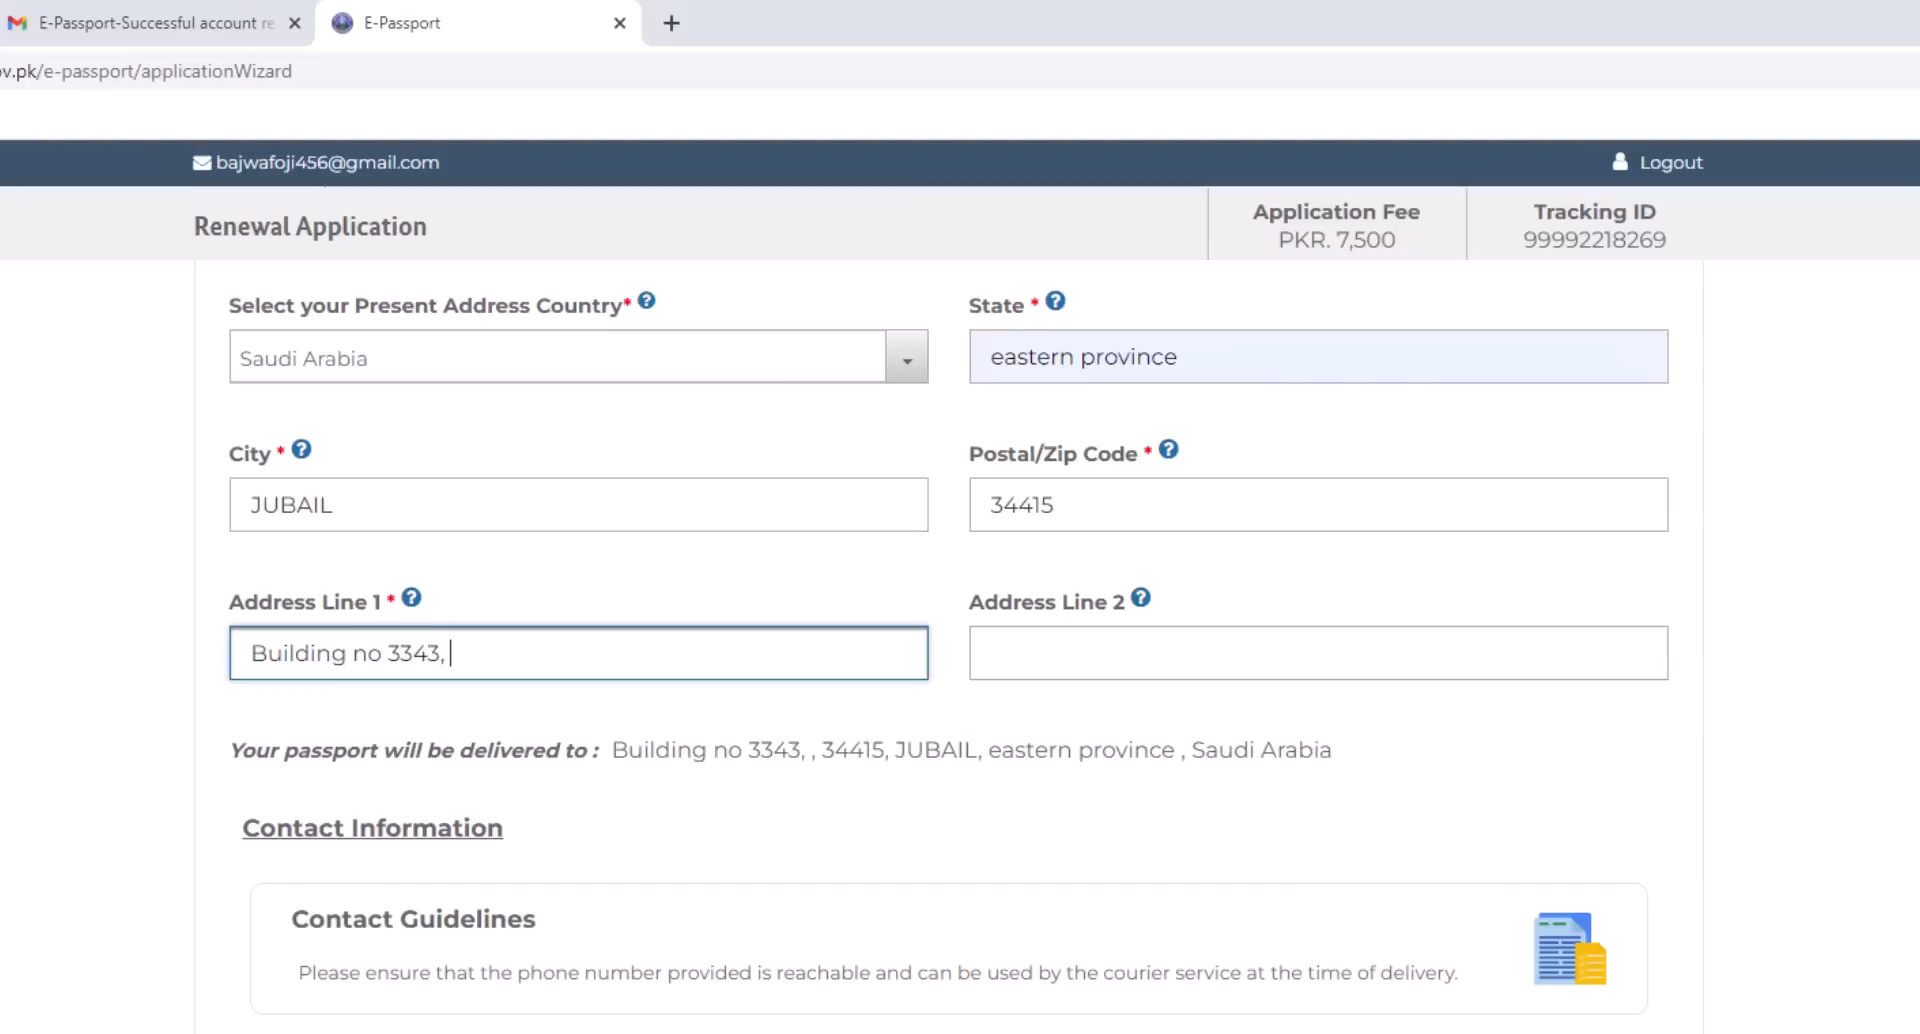 E-Passport-Successful account re
E-Passport
ov.pk/e-passport/applicationWizard
bajwafoji456@gmail.com
Logout
Renewal Application
Application Fee
PKR. 7,500
Tracking ID
99992218269
Select your Present Address Country*
State *
Saudi Arabia
eastern province
City *
Postal/Zip Code *
JUBAIL
34415
Address Line 1 *
Address Line 2
Building no 3343,
Your passport will be delivered to : Building no 3343, , 34415, JUBAIL, eastern province , Saudi Arabia
Contact Information
Contact Guidelines
Please ensure that the phone number provided is reachable and can be used by the courier service at the time of delivery.